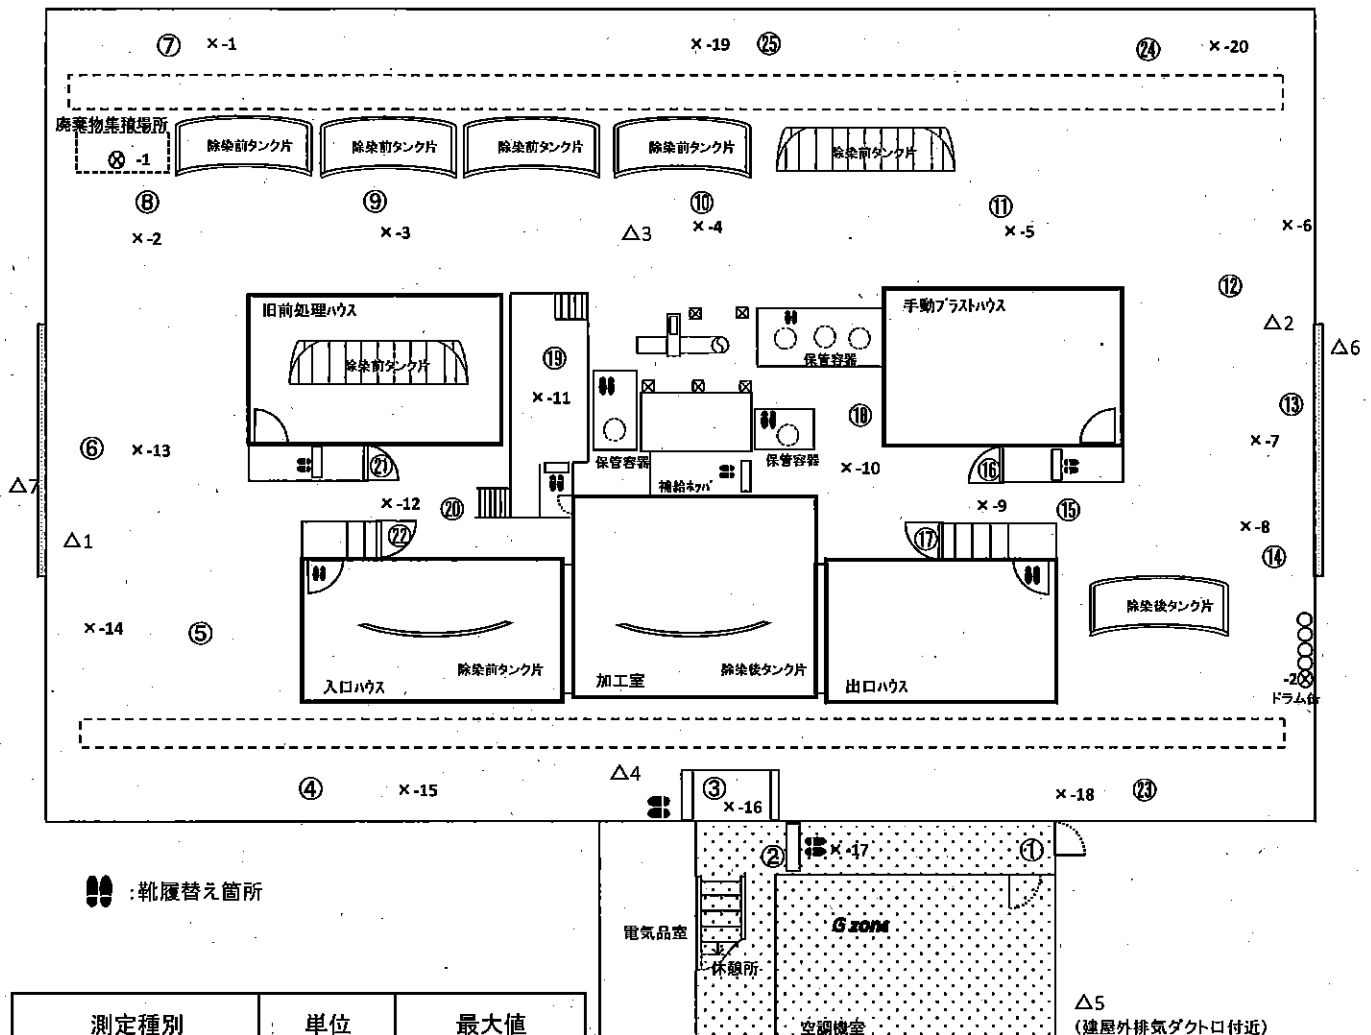 ⑦ ×-1 ×-19 ㉕ ㉔ ×-20
廃棄物集積場所
⊗ -1
除染前タンク片 除染前タンク片 除染前タンク片 除染前タンク片 除染前タンク片
⑧ ⑨ ⑩ ⑪
×-2 ×-3 △3 ×-4 ×-5 ×-6
⑫
旧前処理ハウス 手動ブラストハウス
△2 △6
除染前タンク片 ⑲ 保管容器
×-11 ⑱ ⑬
⑥ ×-13 ×-7
保管容器 保管容器
㉑ ×-10 ⑯
△7 補給ホッパ
×-12 ⑳ ×-9 ⑮
△1 ㉒ ⑰ ×-8
⑭
除染後タンク片
×-14 ⑤
除染前タンク片 除染後タンク片
入口ハウス 加工室 出口ハウス
-2⊗
ドラム缶
△4
④ ×-15 ③ ×-16 ×-18 ㉓
② ×-17 ①
:靴履替え箇所
電気品室 G zone
休憩所
△5
測定種別 単位 最大値
空調機室 (建屋外排気ダクト口付近)